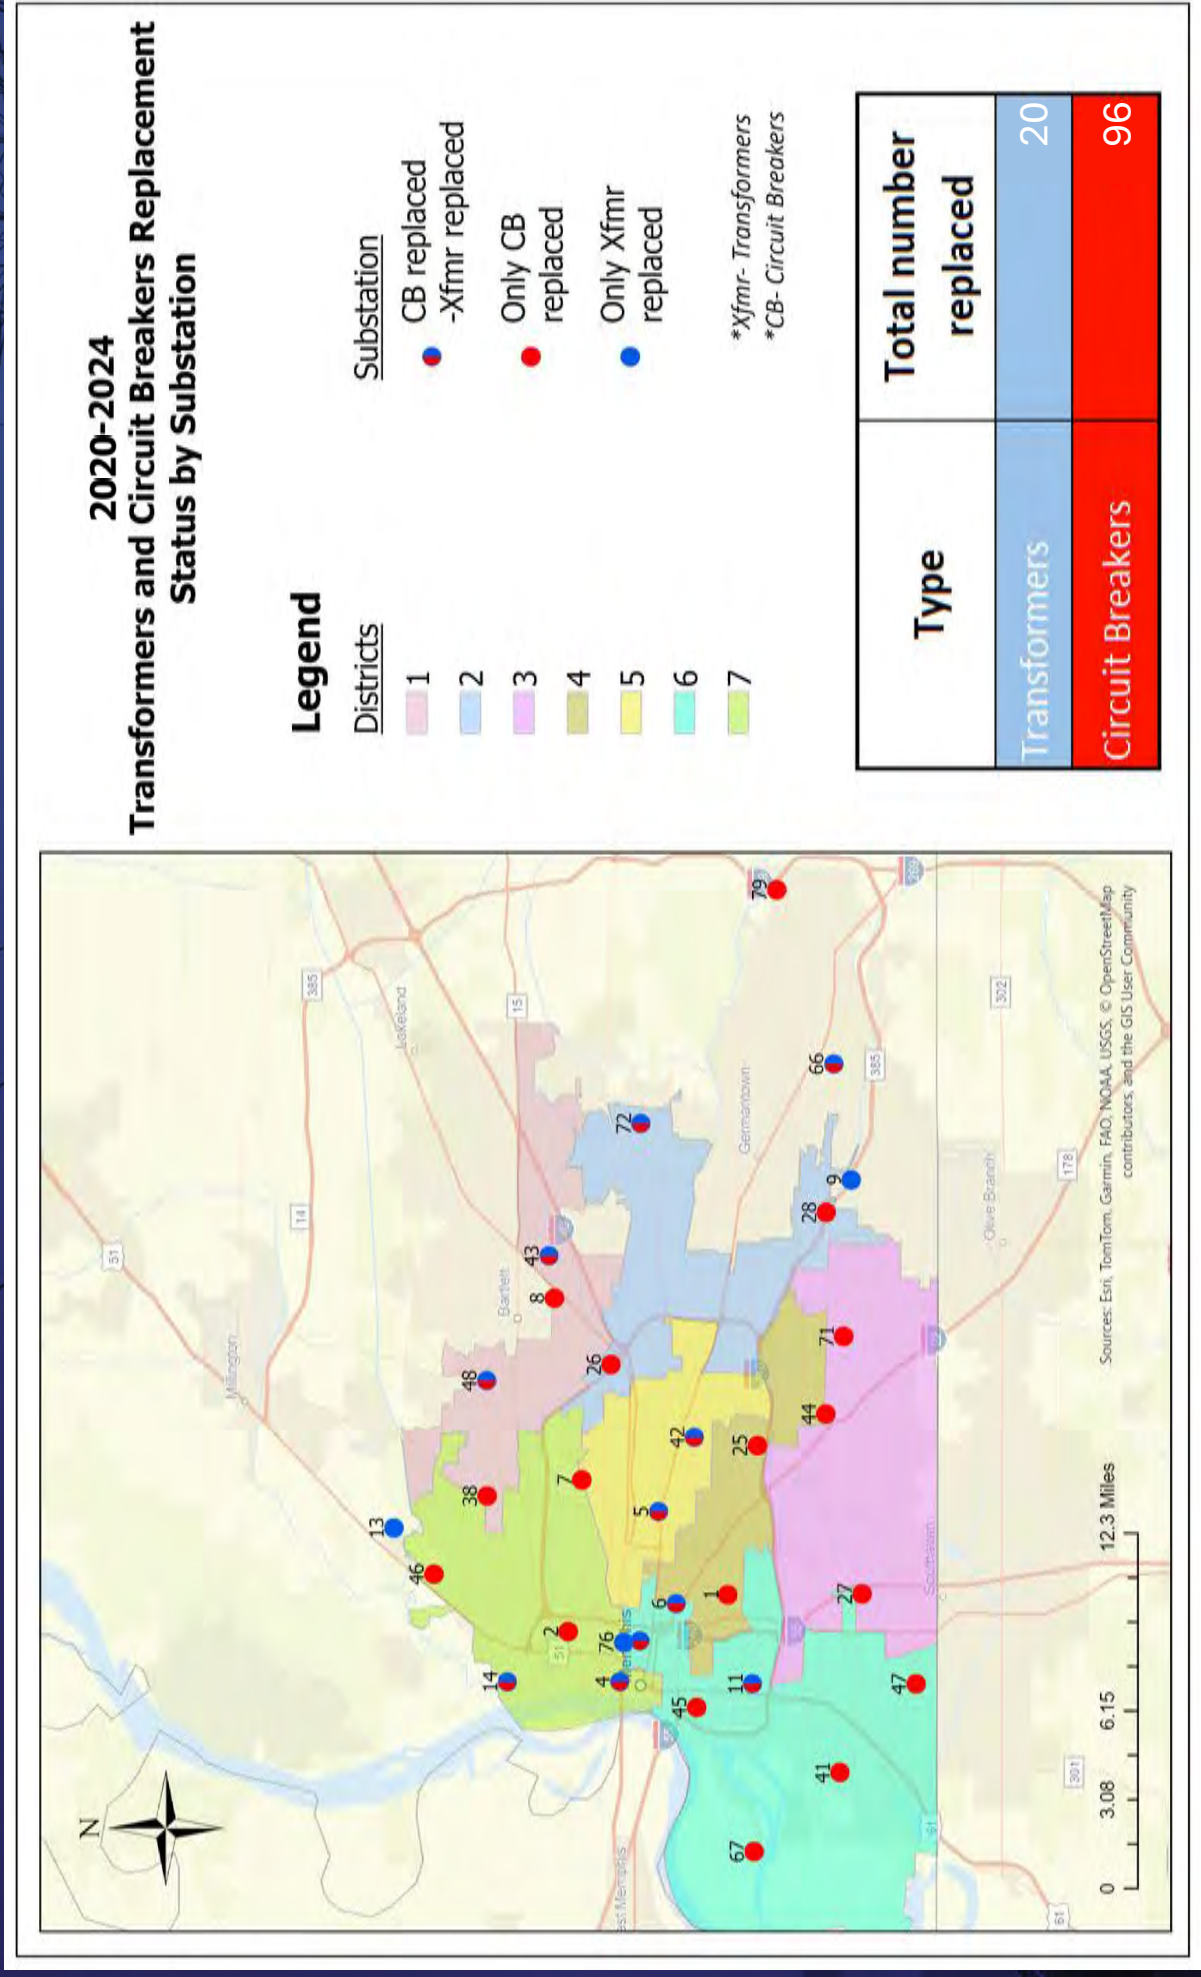 2020-2024
Transformers and Circuit Breakers Replacement
Status by Substation
Legend
Districts
1
2
3
4
5
6
7
Substation
CB replaced
-Xfmr replaced
Only CB
replaced
Only Xfmr
replaced
*Xfmr- Transformers
*CB- Circuit Breakers
Type Total number
replaced
Transformers 20
Circuit Breakers 96
N
51
Millington
14
385
Lakeland
13
46
38
48
Bartlett
15
14
2
7
8
43
26
51
4
76
5
42
72
6
45
1
25
Germantown
79
11
67
44
28
66
41
27
71
9
385
269
47
61
Southaven
Olive Branch
302
301
178
61
0 3.08 6.15 12.3 Miles
Sources: Esri, TomTom, Garmin, FAO, NOAA, USGS, © OpenStreetMap
contributors, and the GIS User Community